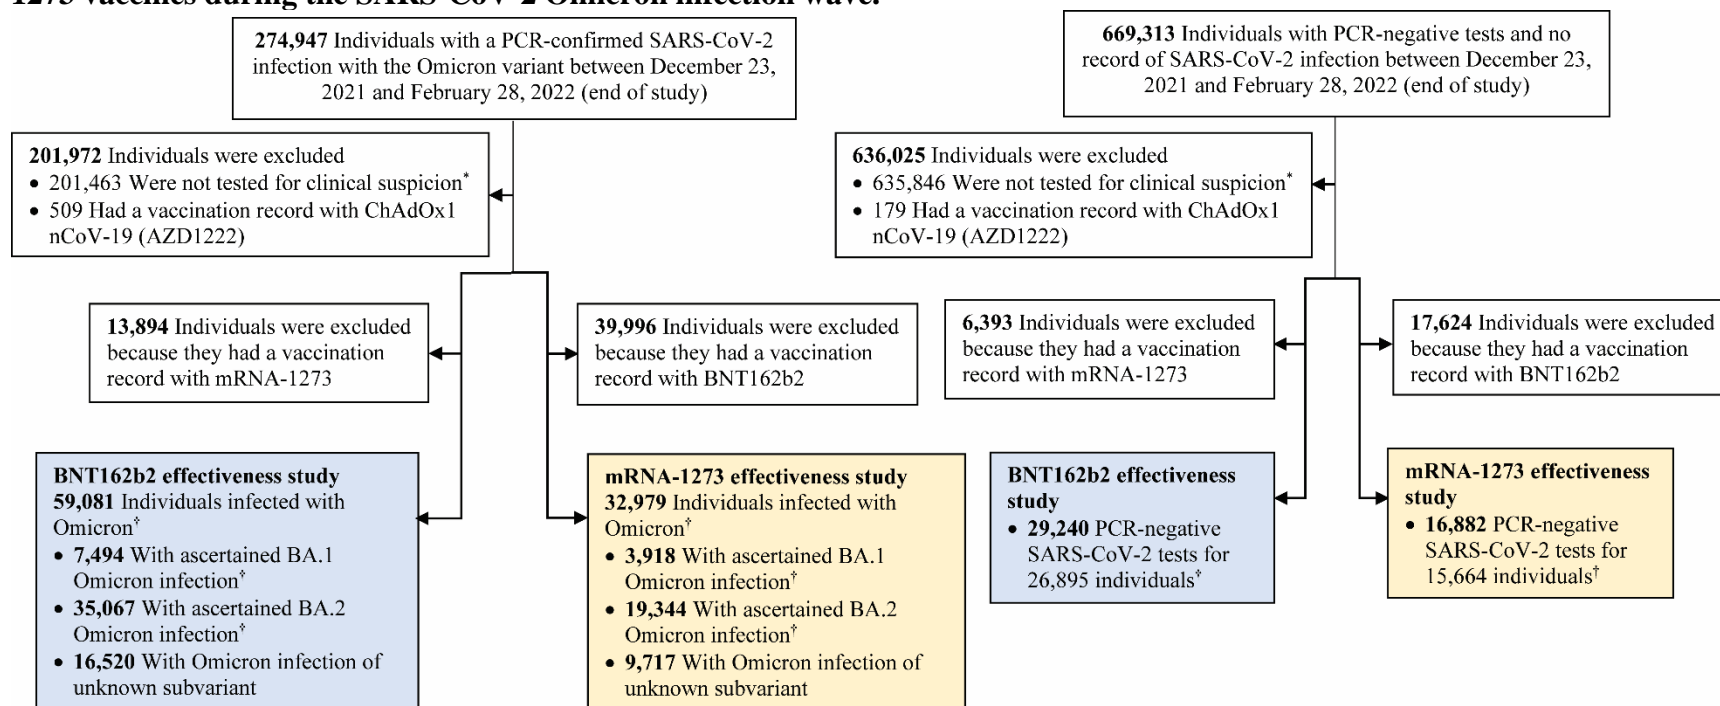 1273 vaccines during the SARS-CoV-2 Omicron infection wave.
274,947 Individuals with a PCR-confirmed SARS-CoV-2
infection with the Omicron variant between December 23,
2021 and February 28, 2022 (end of study)
669,313 Individuals with PCR-negative tests and no
record of SARS-CoV-2 infection between December 23,
2021 and February 28, 2022 (end of study)
201,972 Individuals were excluded
• 201,463 Were not tested for clinical suspicion*
• 509 Had a vaccination record with ChAdOx1
nCoV-19 (AZD1222)
636,025 Individuals were excluded
• 635,846 Were not tested for clinical suspicion*
• 179 Had a vaccination record with ChAdOx1
nCoV-19 (AZD1222)
13,894 Individuals were excluded
because they had a vaccination
record with mRNA-1273
39,996 Individuals were excluded
because they had a vaccination
record with BNT162b2
6,393 Individuals were excluded
because they had a vaccination
record with mRNA-1273
17,624 Individuals were excluded
because they had a vaccination
record with BNT162b2
BNT162b2 effectiveness study
59,081 Individuals infected with
Omicron†
• 7,494 With ascertained BA.1
Omicron infection†
• 35,067 With ascertained BA.2
Omicron infection†
• 16,520 With Omicron infection of
unknown subvariant
mRNA-1273 effectiveness study
32,979 Individuals infected with
Omicron†
• 3,918 With ascertained BA.1
Omicron infection†
• 19,344 With ascertained BA.2
Omicron infection†
• 9,717 With Omicron infection of
unknown subvariant
BNT162b2 effectiveness
study
• 29,240 PCR-negative
SARS-CoV-2 tests for
26,895 individuals†
mRNA-1273 effectiveness
study
• 16,882 PCR-negative
SARS-CoV-2 tests for
15,664 individuals†